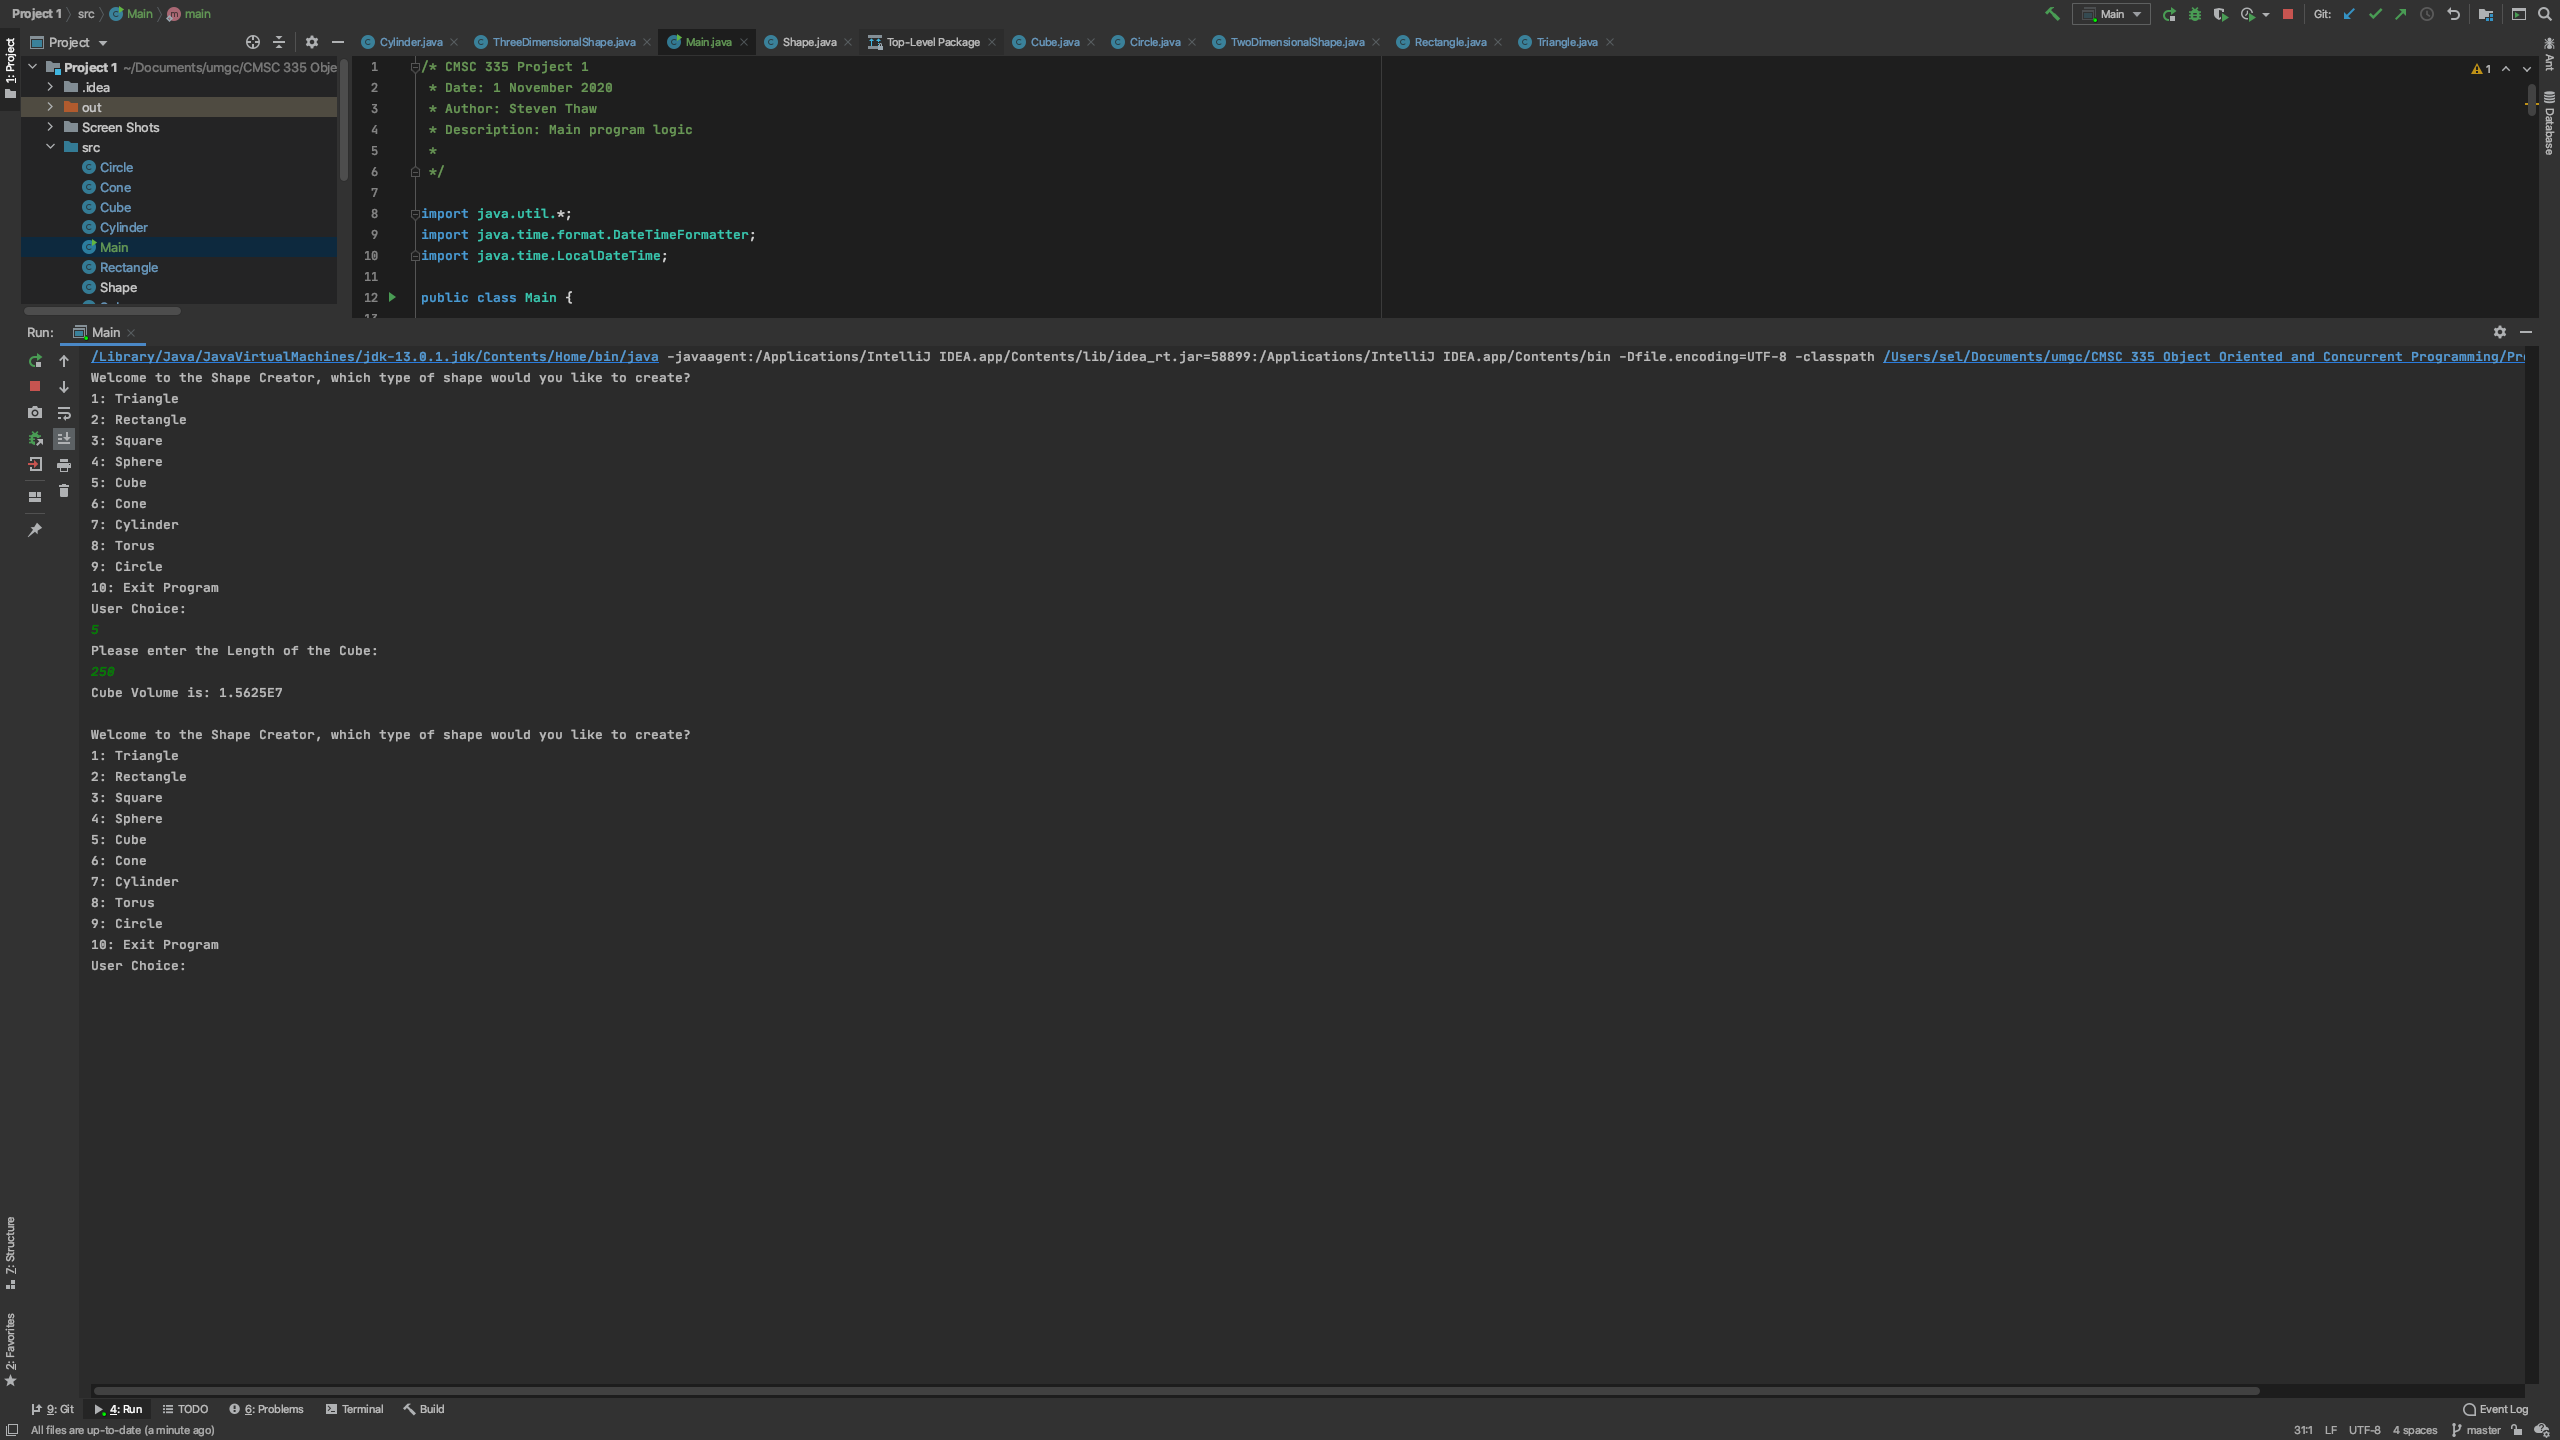 Project 1 src Main main
Main Git:
1: Project
Project
Cylinder.java ThreeDimensionalShape.java Main.java Shape.java Top-Level Package Cube.java Circle.java TwoDimensionalShape.java Rectangle.java Triangle.java
Ant
Database
Project 1 ~/Documents/umgc/CMSC 335 Obje
.idea
out
Screen Shots
src
Circle
Cone
Cube
Cylinder
Main
Rectangle
Shape
1 /* CMSC 335 Project 1
2 * Date: 1 November 2020
3 * Author: Steven Thaw
4 * Description: Main program logic
5 *
6 */
7
8 import java.util.*;
9 import java.time.format.DateTimeFormatter;
10 import java.time.LocalDateTime;
11
12 public class Main {
1
Run: Main
/Library/Java/JavaVirtualMachines/jdk-13.0.1.jdk/Contents/Home/bin/java -javaagent:/Applications/IntelliJ IDEA.app/Contents/lib/idea_rt.jar=58899:/Applications/IntelliJ IDEA.app/Contents/bin -Dfile.encoding=UTF-8 -classpath /Users/sel/Documents/umgc/CMSC 335 Object Oriented and Concurrent Programming/Pr
Welcome to the Shape Creator, which type of shape would you like to create?
1: Triangle
2: Rectangle
3: Square
4: Sphere
5: Cube
6: Cone
7: Cylinder
8: Torus
9: Circle
10: Exit Program
User Choice:
5
Please enter the Length of the Cube:
250
Cube Volume is: 1.5625E7
Welcome to the Shape Creator, which type of shape would you like to create?
1: Triangle
2: Rectangle
3: Square
4: Sphere
5: Cube
6: Cone
7: Cylinder
8: Torus
9: Circle
10: Exit Program
User Choice:
7: Structure
2: Favorites
9: Git 4: Run TODO 6: Problems Terminal Build Event Log
All files are up-to-date (a minute ago) 31:1 LF UTF-8 4 spaces master